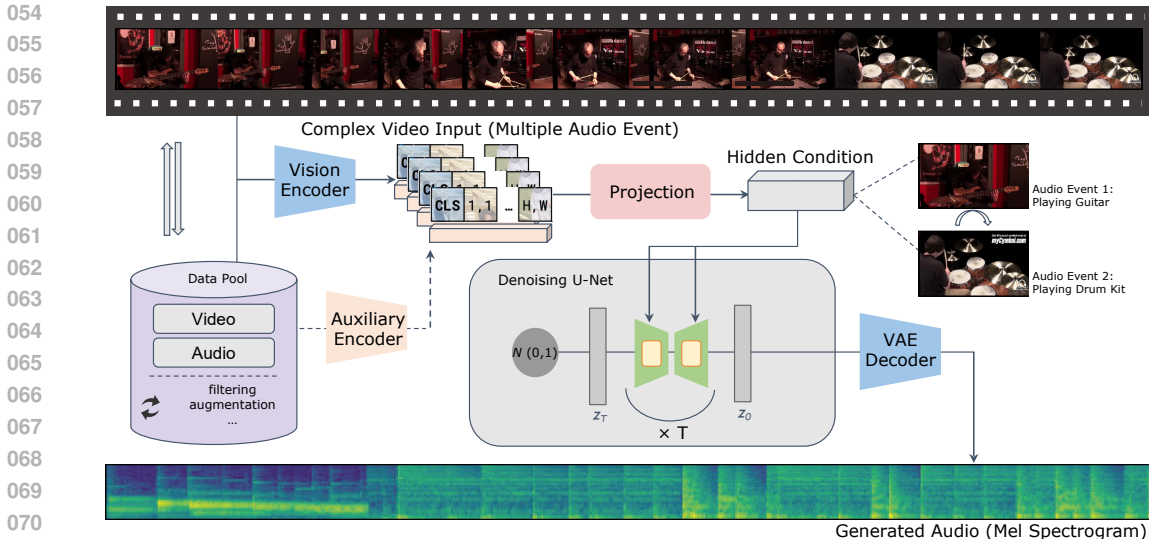 054
055
056
057
058
059
060
061
062
063
064
065
066
067
068
069
070
Complex Video Input (Multiple Audio Event)
Vision
Encoder
CLS 1,1 ... H,W
Projection
Hidden Condition
Audio Event 1:
Playing Guitar
myCymbal.com
Audio Event 2:
Playing Drum Kit
Data Pool
Video
Audio
filtering
augmentation
...
Auxiliary
Encoder
Denoising U-Net
N (0,1)
z_T
z_0
× T
VAE
Decoder
Generated Audio (Mel Spectrogram)